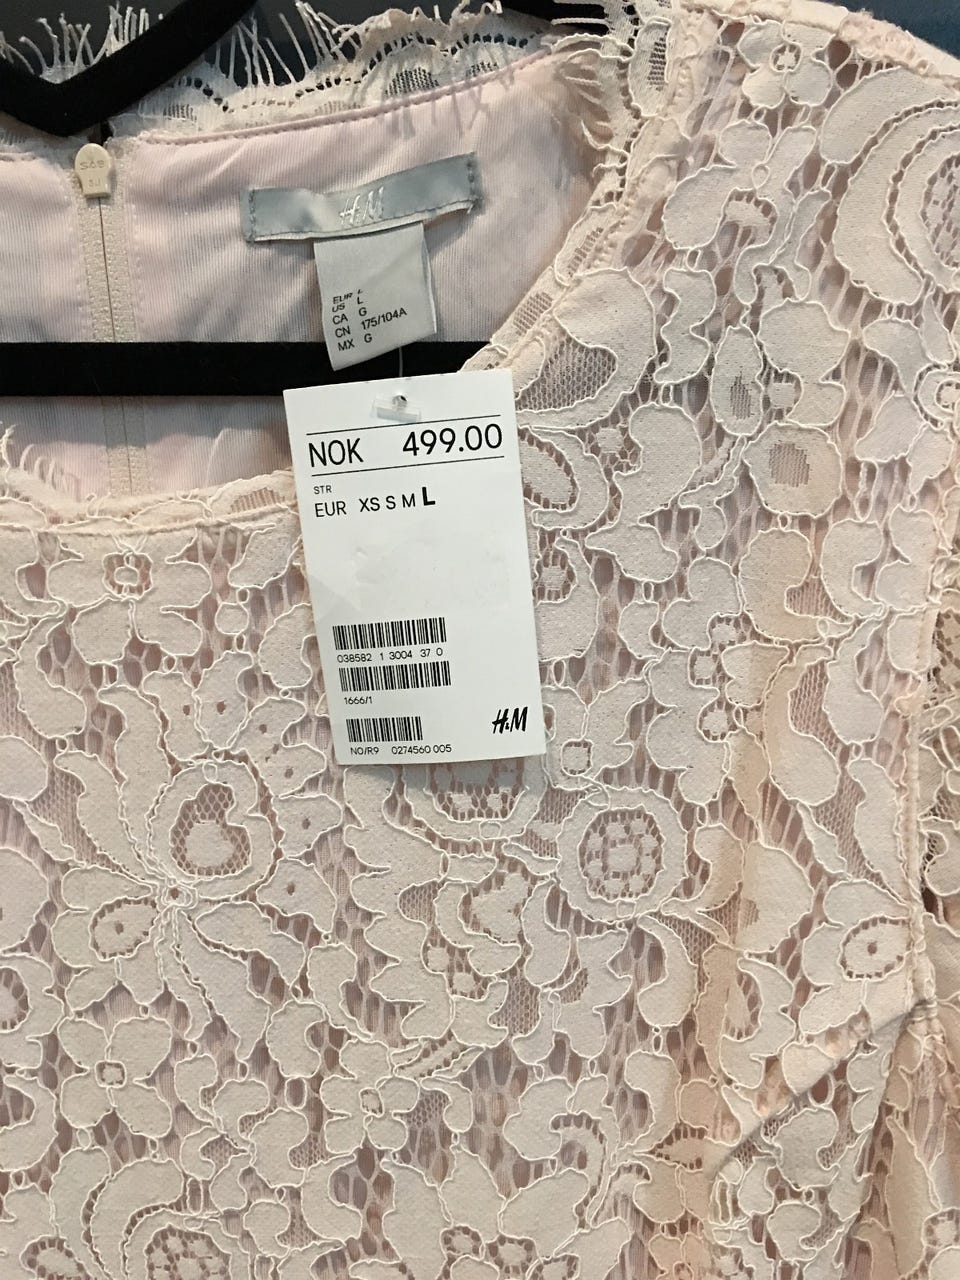 H&M
EUR L
US L
CA G
CN 175/104A
MX G
NOK 499.00
STR
EUR XS S M L
038582 1 3004 37 0
1666/1
H&M
NO/R9 0274560 005